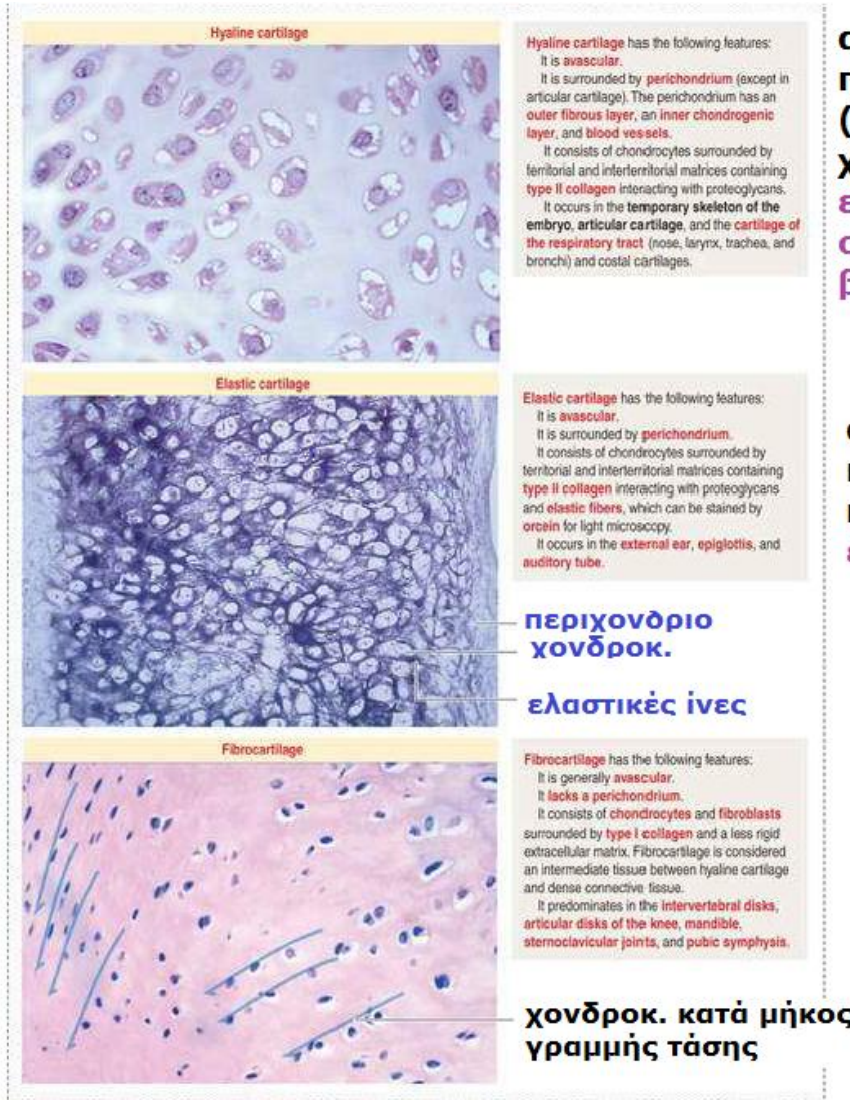 Hyaline cartilage
Hyaline cartilage has the following features:
It is avascular.
It is surrounded by perichondrium (except in
articular cartilage). The perichondrium has an
outer fibrous layer, an inner chondrogenic
layer, and blood vessels.
It consists of chondrocytes surrounded by
territorial and interterritorial matrices containing
type II collagen interacting with proteoglycans.
It occurs in the temporary skeleton of the
embryo, articular cartilage, and the cartilage of
the respiratory tract (nose, larynx, trachea, and
bronchi) and costal cartilages.
Elastic cartilage
Elastic cartilage has the following features:
It is avascular.
It is surrounded by perichondrium.
It consists of chondrocytes surrounded by
territorial and interterritorial matrices containing
type II collagen interacting with proteoglycans
and elastic fibers, which can be stained by
orcein for light microscopy.
It occurs in the external ear, epiglottis, and
auditory tube.
περιχονδριο
χονδροκ.
ελαστικές ίνες
Fibrocartilage
Fibrocartilage has the following features:
It is generally avascular.
It lacks a perichondrium.
It consists of chondrocytes and fibroblasts
surrounded by type I collagen and a less rigid
extracellular matrix. Fibrocartilage is considered
an intermediate tissue between hyaline cartilage
and dense connective tissue.
It predominates in the intervertebral disks,
articular disks of the knee, mandible,
sternoclavicular joints, and pubic symphysis.
χονδροκ. κατά μήκος
γραμμής τάσης